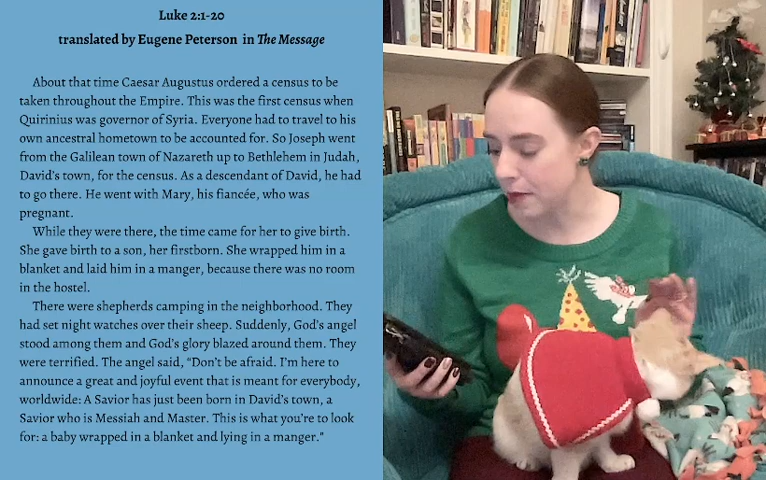 Luke 2:1-20
translated by Eugene Peterson in The Message
About that time Caesar Augustus ordered a census to be
taken throughout the Empire. This was the first census when
Quirinius was governor of Syria. Everyone had to travel to his
own ancestral hometown to be accounted for. So Joseph went
from the Galilean town of Nazareth up to Bethlehem in Judah,
David's town, for the census. As a descendant of David, he had
to go there. He went with Mary, his fiancée, who was
pregnant.
While they were there, the time came for her to give birth.
She gave birth to a son, her firstborn. She wrapped him in a
blanket and laid him in a manger, because there was no room
in the hostel.
There were shepherds camping in the neighborhood. They
had set night watches over their sheep. Suddenly, God's angel
stood among them and God's glory blazed around them. They
were terrified. The angel said, "Don't be afraid. I'm here to
announce a great and joyful event that is meant for everybody,
worldwide: A Savior has just been born in David's town, a
Savior who is Messiah and Master. This is what you're to look
for: a baby wrapped in a blanket and lying in a manger."